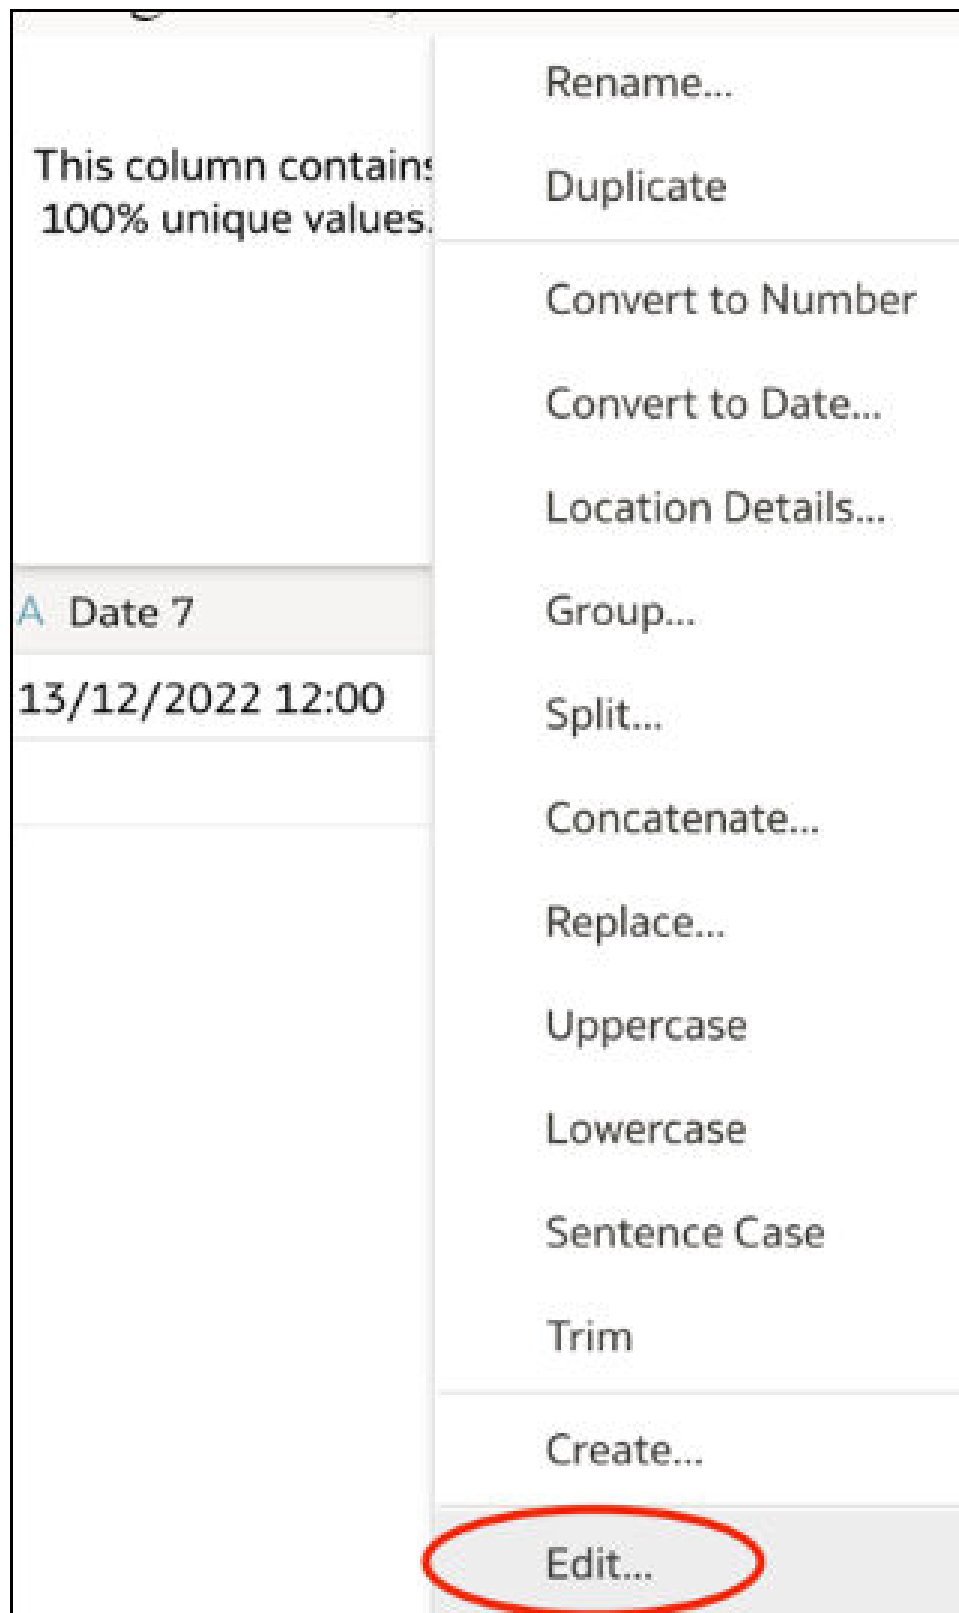 This column contains
100% unique values.
A Date 7
13/12/2022 12:00
Rename...
Duplicate
Convert to Number
Convert to Date...
Location Details...
Group...
Split...
Concatenate...
Replace...
Uppercase
Lowercase
Sentence Case
Trim
Create...
Edit...